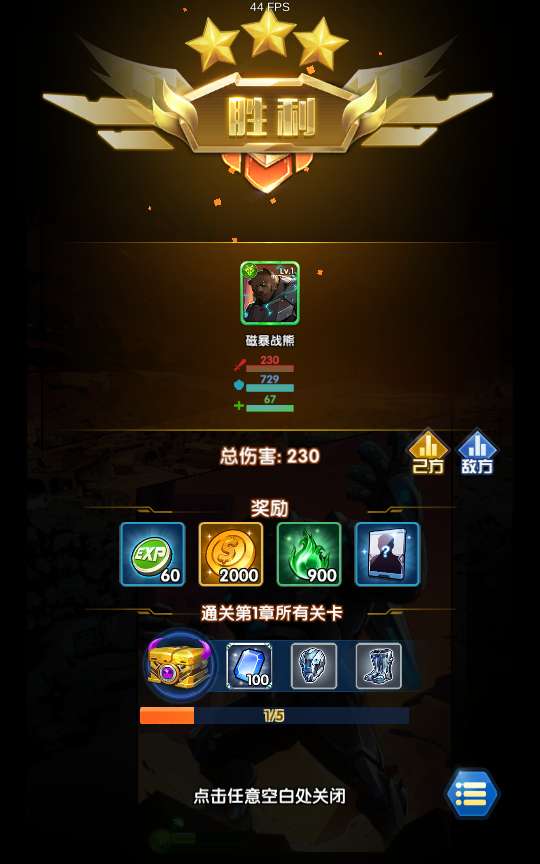 44 FPS
胜利
Lv.1
磁暴战熊
230
729
67
总伤害: 230
己方
敌方
奖励
EXP
60
2000
900
?
通关第1章所有关卡
100
1/5
点击任意空白处关闭